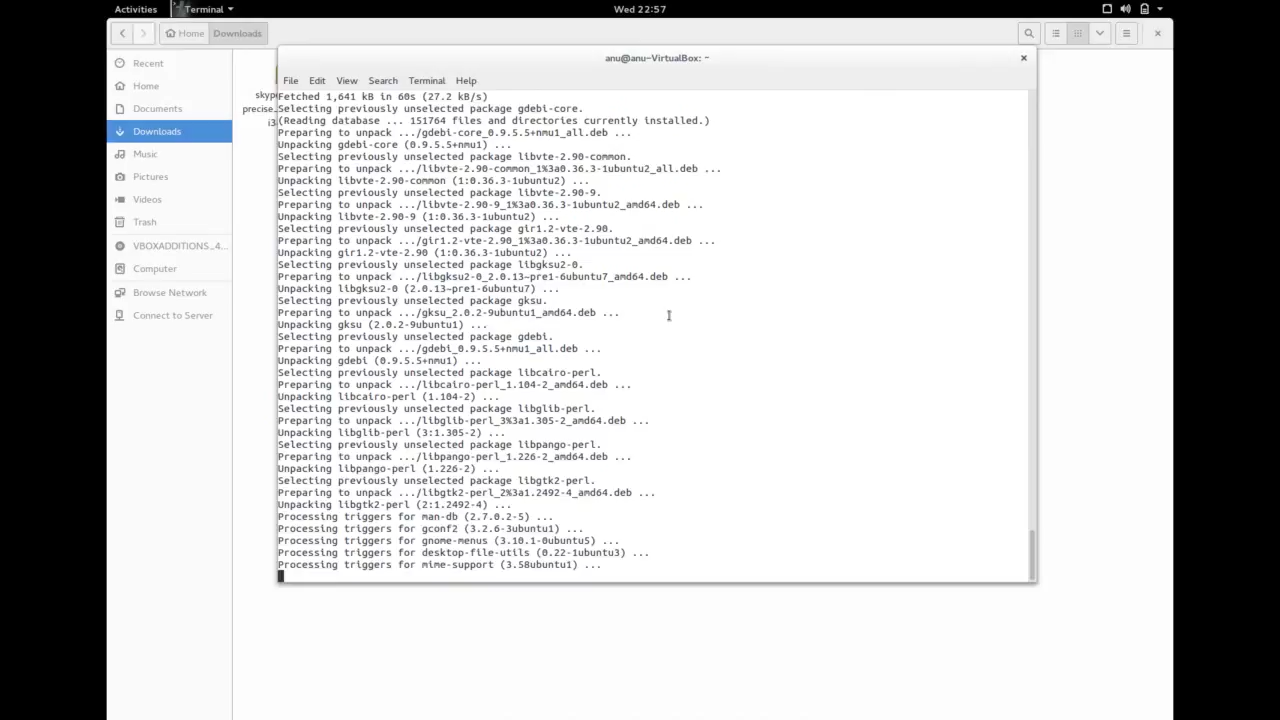 Activities
Terminal
Wed 22:57
Home
Downloads
Recent
Home
Documents
Downloads
Music
Pictures
Videos
Trash
VBOXADDITIONS_4...
Computer
Browse Network
Connect to Server
skyp
precise
i3
anu@anu-VirtualBox: ~
File Edit View Search Terminal Help
Fetched 1,641 kB in 60s (27.2 kB/s)
Selecting previously unselected package gdebi-core.
(Reading database ... 151764 files and directories currently installed.)
Preparing to unpack .../gdebi-core_0.9.5.5+nmu1_all.deb ...
Unpacking gdebi-core (0.9.5.5+nmu1) ...
Selecting previously unselected package libvte-2.90-common.
Preparing to unpack .../libvte-2.90-common_1%3a0.36.3-1ubuntu2_all.deb ...
Unpacking libvte-2.90-common (1:0.36.3-1ubuntu2) ...
Selecting previously unselected package libvte-2.90-9.
Preparing to unpack .../libvte-2.90-9_1%3a0.36.3-1ubuntu2_amd64.deb ...
Unpacking libvte-2.90-9 (1:0.36.3-1ubuntu2) ...
Selecting previously unselected package gir1.2-vte-2.90.
Preparing to unpack .../gir1.2-vte-2.90_1%3a0.36.3-1ubuntu2_amd64.deb ...
Unpacking gir1.2-vte-2.90 (1:0.36.3-1ubuntu2) ...
Selecting previously unselected package libgksu2-0.
Preparing to unpack .../libgksu2-0_2.0.13~pre1-6ubuntu7_amd64.deb ...
Unpacking libgksu2-0 (2.0.13~pre1-6ubuntu7) ...
Selecting previously unselected package gksu.
Preparing to unpack .../gksu_2.0.2-9ubuntu1_amd64.deb ...
Unpacking gksu (2.0.2-9ubuntu1) ...
Selecting previously unselected package gdebi.
Preparing to unpack .../gdebi_0.9.5.5+nmu1_all.deb ...
Unpacking gdebi (0.9.5.5+nmu1) ...
Selecting previously unselected package libcairo-perl.
Preparing to unpack .../libcairo-perl_1.104-2_amd64.deb ...
Unpacking libcairo-perl (1.104-2) ...
Selecting previously unselected package libglib-perl.
Preparing to unpack .../libglib-perl_3%3a1.305-2_amd64.deb ...
Unpacking libglib-perl (3:1.305-2) ...
Selecting previously unselected package libpango-perl.
Preparing to unpack .../libpango-perl_1.226-2_amd64.deb ...
Unpacking libpango-perl (1.226-2) ...
Selecting previously unselected package libgtk2-perl.
Preparing to unpack .../libgtk2-perl_2%3a1.2492-4_amd64.deb ...
Unpacking libgtk2-perl (2:1.2492-4) ...
Processing triggers for man-db (2.7.0.2-5) ...
Processing triggers for gconf2 (3.2.6-3ubuntu1) ...
Processing triggers for gnome-menus (3.10.1-0ubuntu5) ...
Processing triggers for desktop-file-utils (0.22-1ubuntu3) ...
Processing triggers for mime-support (3.58ubuntu1) ...